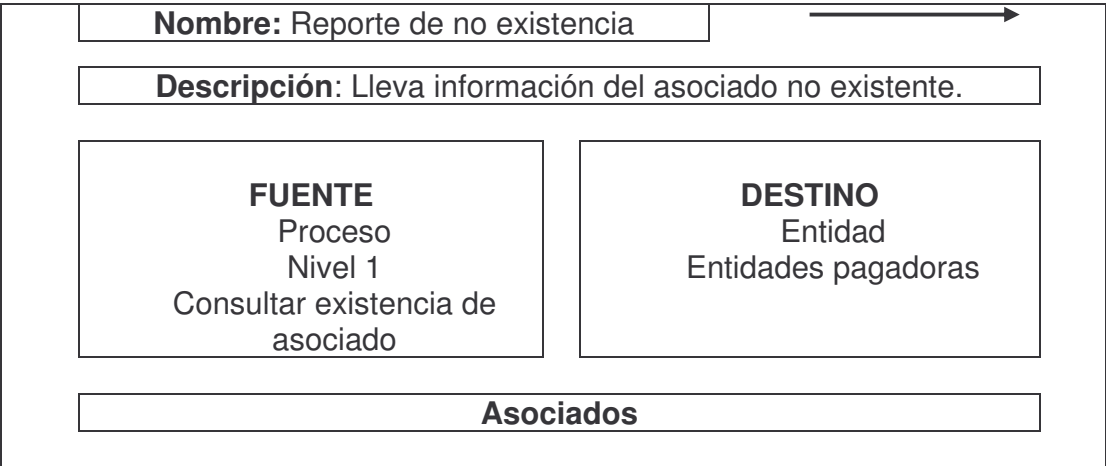 Nombre: Reporte de no existencia
Descripción: Lleva información del asociado no existente.
FUENTE
Proceso
Nivel 1
Consultar existencia de
asociado
DESTINO
Entidad
Entidades pagadoras
Asociados